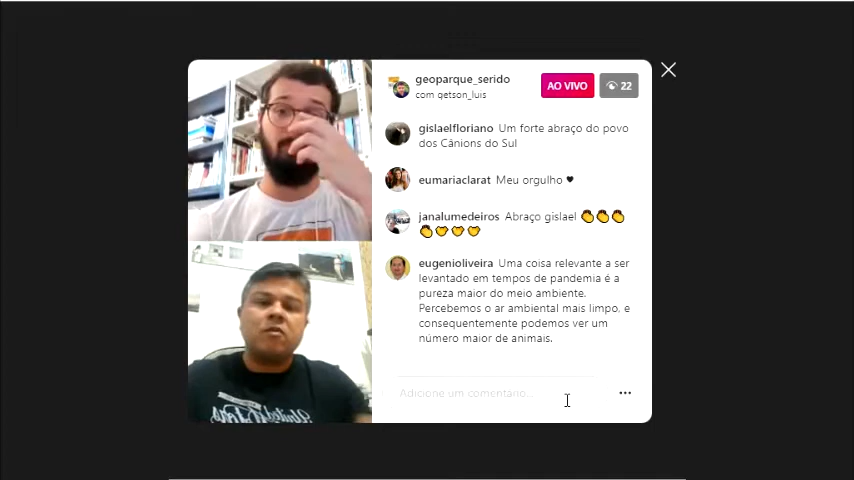 geoparque_serido
com qetson_luis
AO VIVO
22
gislaelfloriano Um forte abraço do povo
dos Cânions do Sul
eumariaclarat Meu orgulho ♥
janalumedeiros Abraço gislael 👏👏👏
👏💛💛💛
eugenioliveira Uma coisa relevante a ser
levantado em tempos de pandemia é a
pureza maior do meio ambiente.
Percebemos o ar ambiental mais limpo, e
consequentemente podemos ver um
número maior de animais.
Adicione um comentário...